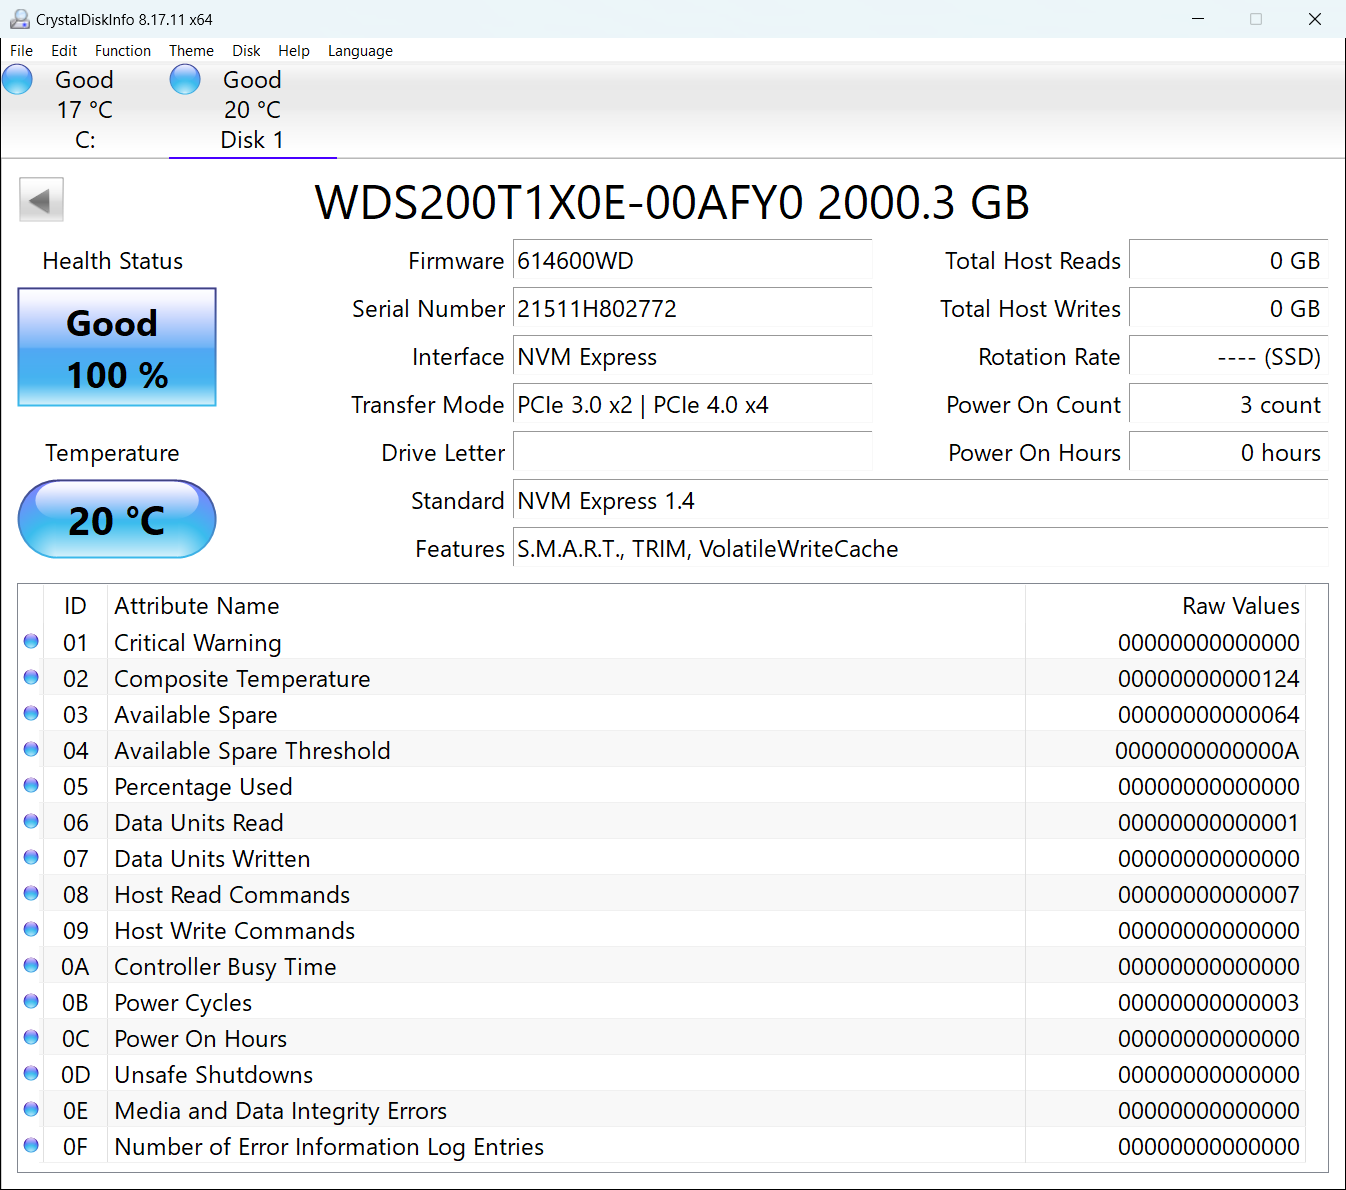 CrystalDiskInfo 8.17.11 x64
File Edit Function Theme Disk Help Language
Good Good
17 °C 20 °C
C: Disk 1
WDS200T1X0E-00AFY0 2000.3 GB
Health Status
Good
100 %
Temperature
20 °C
Firmware 614600WD
Serial Number 21511H802772
Interface NVM Express
Transfer Mode PCIe 3.0 x2 | PCIe 4.0 x4
Drive Letter
Standard NVM Express 1.4
Features S.M.A.R.T., TRIM, VolatileWriteCache
Total Host Reads 0 GB
Total Host Writes 0 GB
Rotation Rate ---- (SSD)
Power On Count 3 count
Power On Hours 0 hours
ID Attribute Name Raw Values
01 Critical Warning 00000000000000
02 Composite Temperature 00000000000124
03 Available Spare 00000000000064
04 Available Spare Threshold 0000000000000A
05 Percentage Used 00000000000000
06 Data Units Read 00000000000001
07 Data Units Written 00000000000000
08 Host Read Commands 00000000000007
09 Host Write Commands 00000000000000
0A Controller Busy Time 00000000000000
0B Power Cycles 00000000000003
0C Power On Hours 00000000000000
0D Unsafe Shutdowns 00000000000000
0E Media and Data Integrity Errors 00000000000000
0F Number of Error Information Log Entries 00000000000000